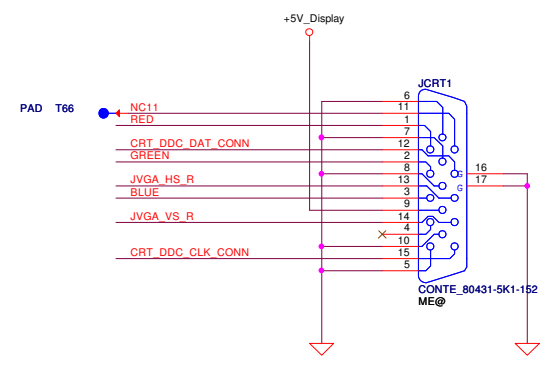 +5V_Display
JCRT1
6
PAD T66
NC11
11
RED
1
7
CRT_DDC_DAT_CONN
12
GREEN
2
8
G
16
JVGA_HS_R
13
G
17
BLUE
3
9
JVGA_VS_R
14
4
10
CRT_DDC_CLK_CONN
15
5
CONTE_80431-5K1-152
ME@